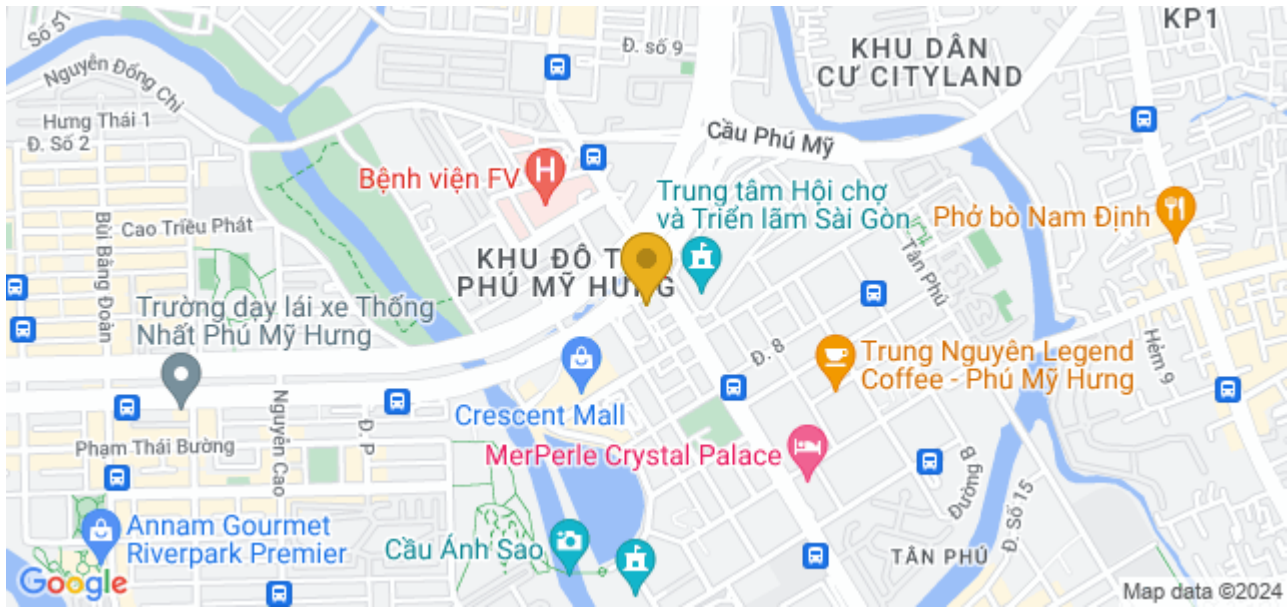 Số 51
KP1
Đ. số 9
KHU DÂN
CƯ CITYLAND
Nguyễn Đổng Chi
Hưng Thái 1
Đ. Số 2
Cầu Phú Mỹ
Bệnh viện FV
Trung tâm Hội chợ
và Triển lãm Sài Gòn
Phở bò Nam Định
Cao Triều Phát
Bùi Bằng Đoàn
KHU ĐÔ T
PHÚ MỸ HƯNG
Tân Phú
Trường dạy lái xe Thống
Nhất Phú Mỹ Hưng
Đ. 8
Trung Nguyên Legend
Coffee - Phú Mỹ Hưng
Hẻm 9
Crescent Mall
Nguyễn Cao
Đ. P
Phạm Thái Bường
MerPerle Crystal Palace
Đường B
Đ. Số 15
Annam Gourmet
Riverpark Premier
Cầu Ánh Sao
TÂN PHÚ
Google
Map data ©2024